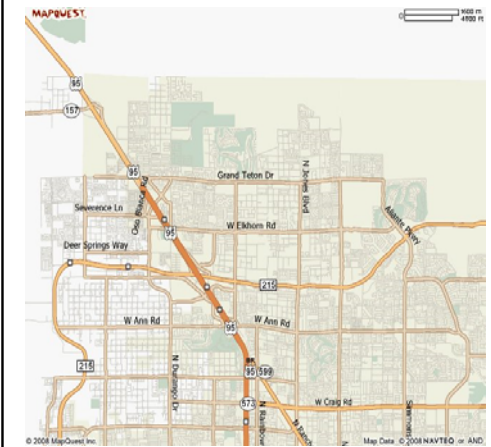 MAPQUEST
0
1600 m
4900 ft
95
157
95
Grand Teton Dr
N Jones Blvd
Severence Ln
Oso Blanca Rd
Aliante Pkwy
95
W Elkhorn Rd
Deer Springs Way
215
W Ann Rd
W Ann Rd
95
215
N Durango Dr
95
599
573
W Craig Rd
© 2008 MapQuest Inc.
Map Data © 2008 NAVTEQ or AND